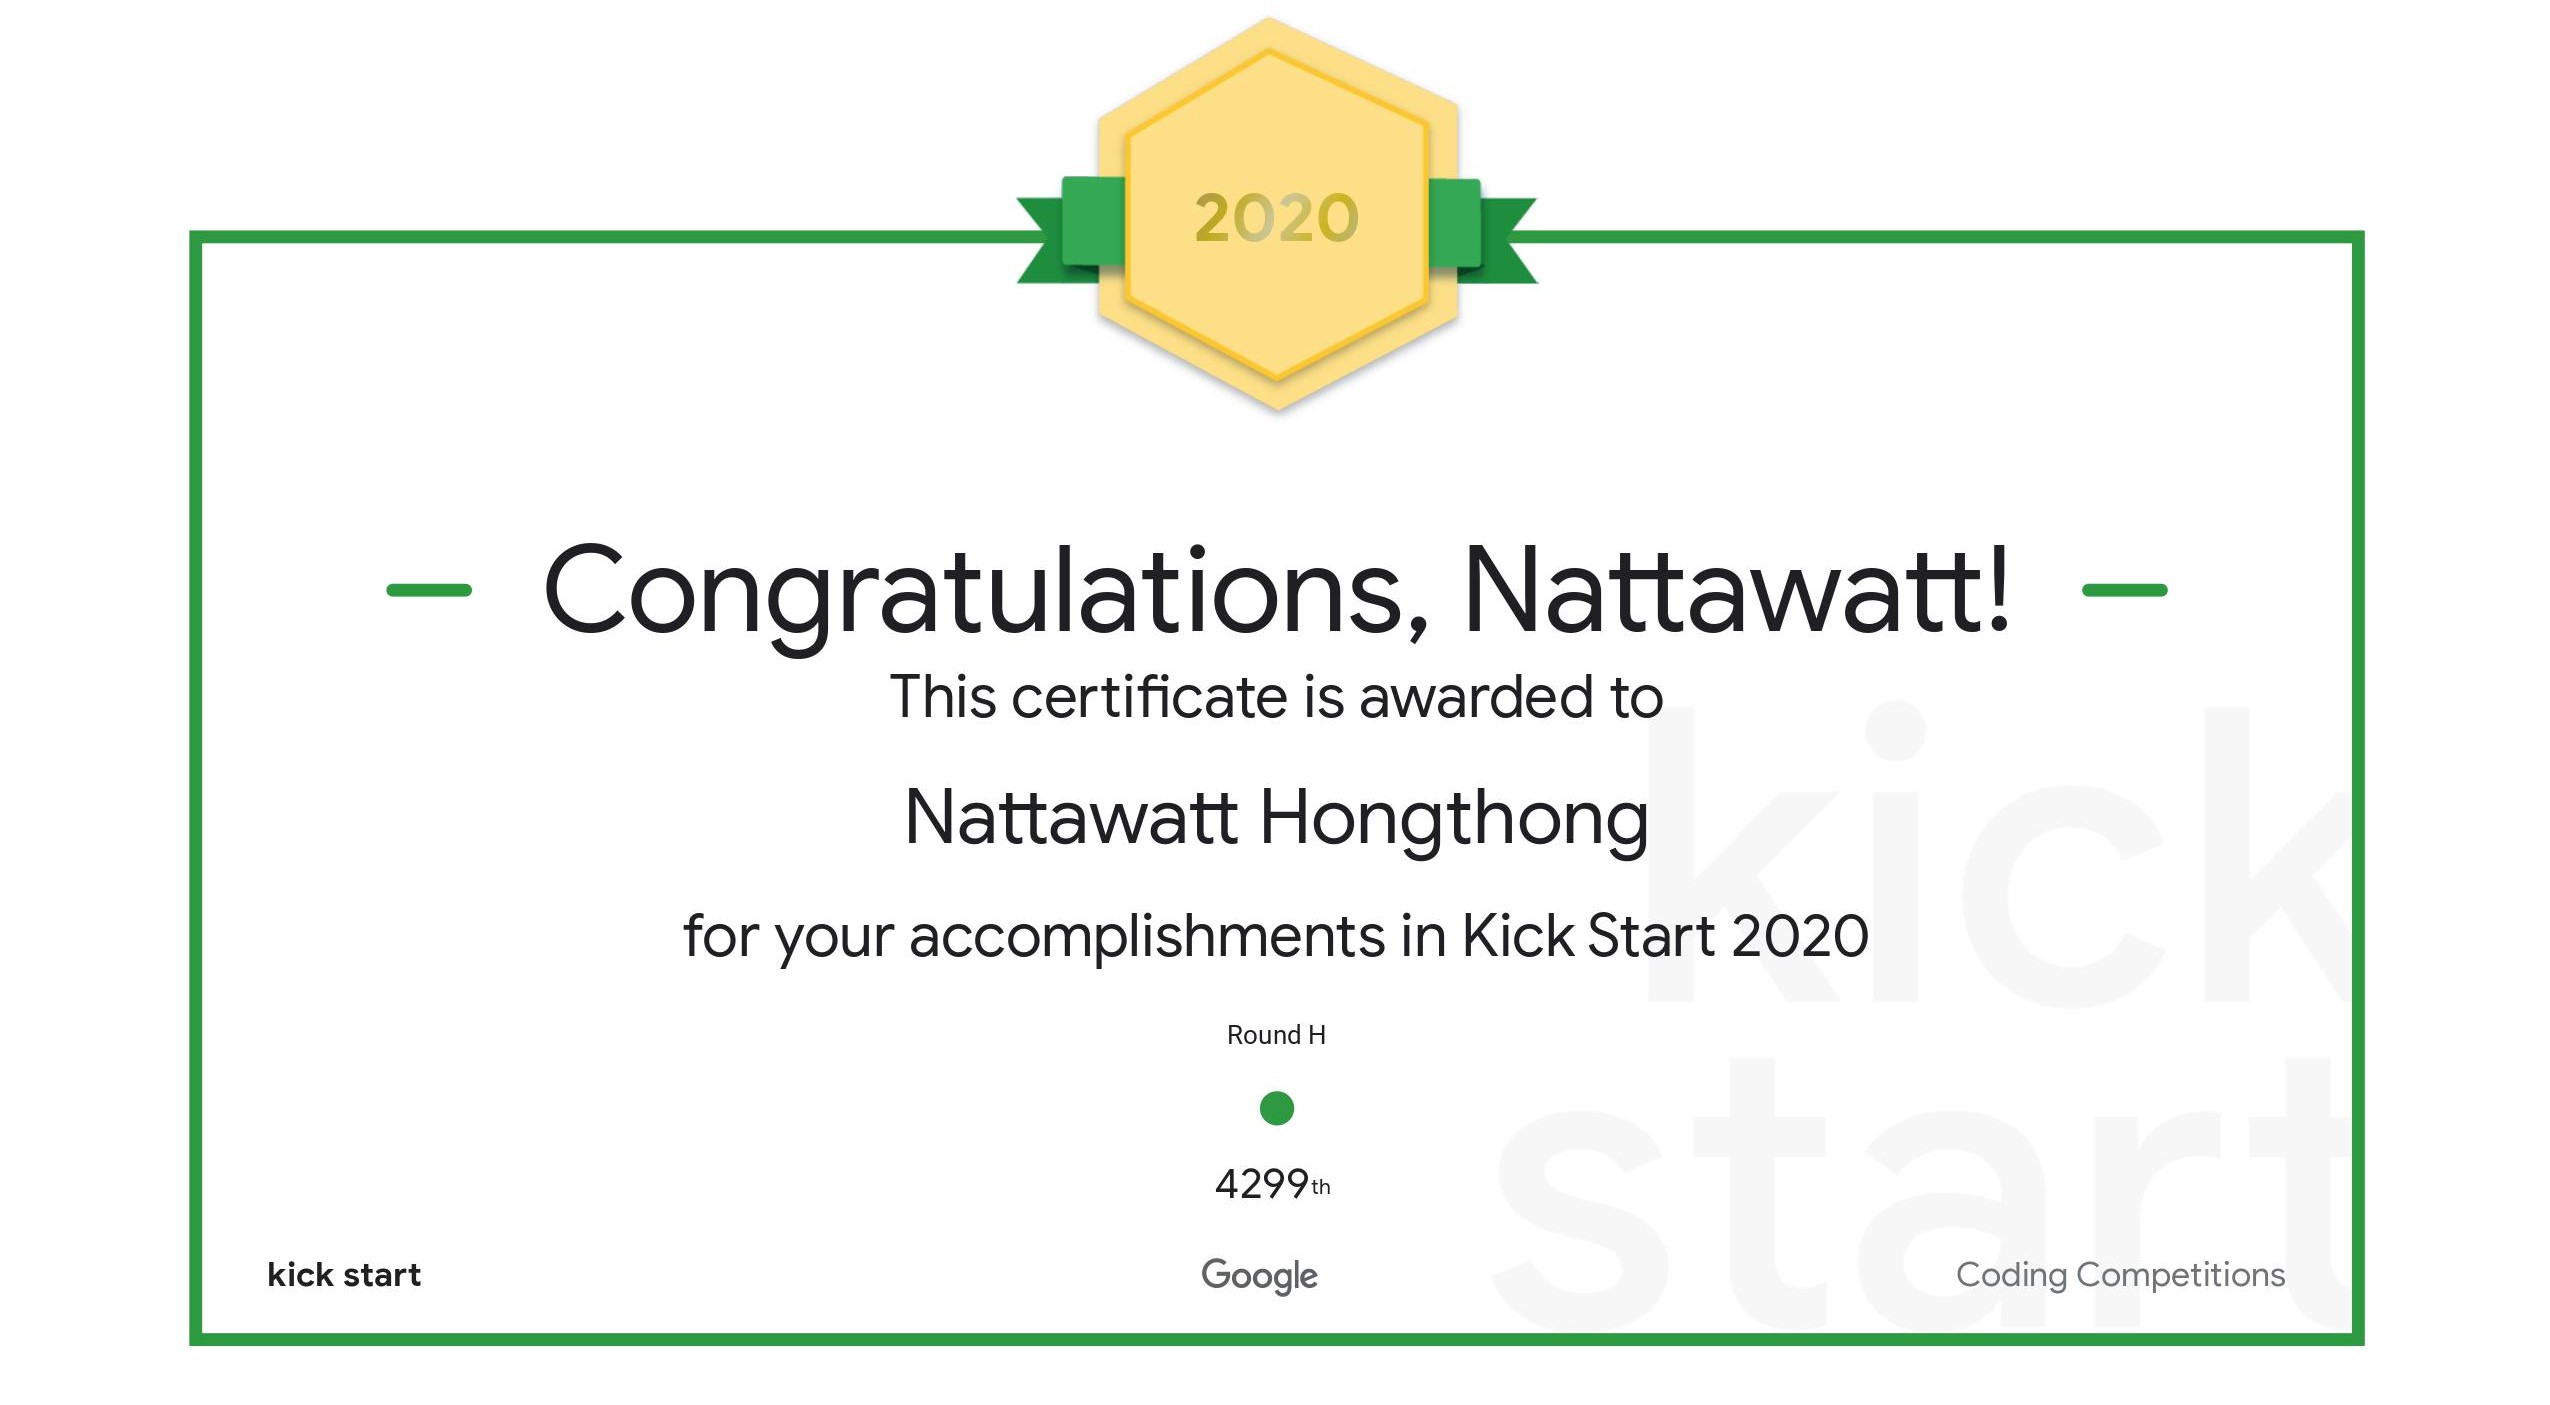 2020
Congratulations, Nattawatt!
This certificate is awarded to
Nattawatt Hongthong
for your accomplishments in Kick Start 2020
kick
start
Round H
4299th
kick start
Google
Coding Competitions